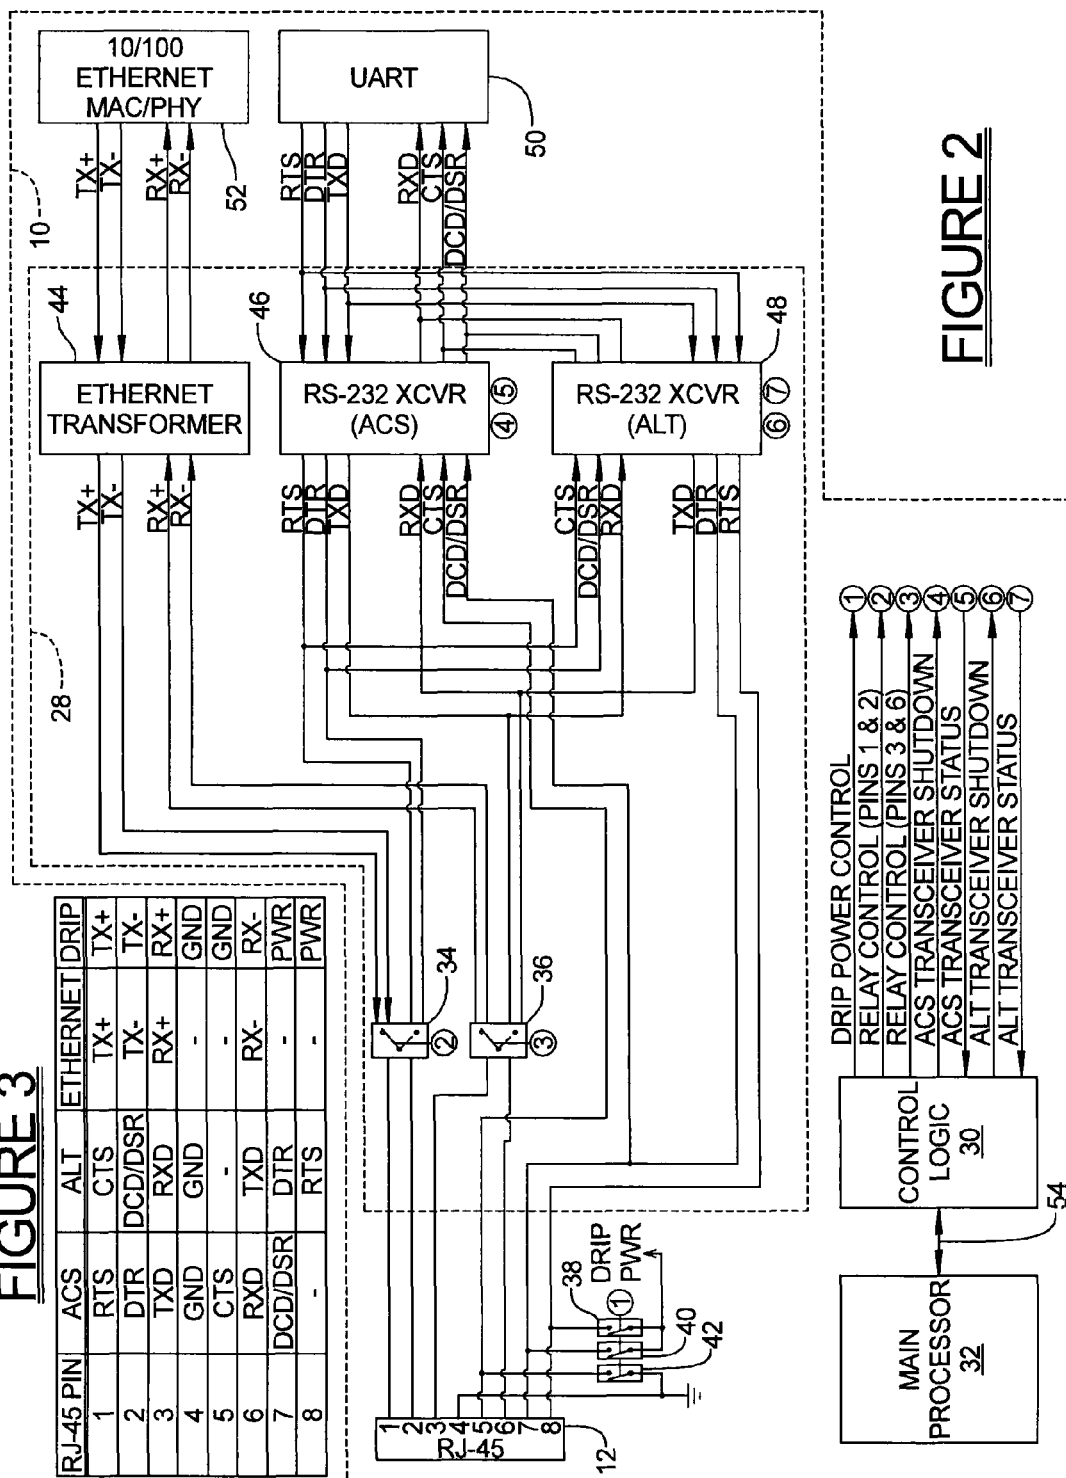 FIGURE 3
RJ-45 PIN ACS ALT ETHERNET DRIP
1 RTS CTS TX+ TX+
2 DTR DCD/DSR TX- TX-
3 TXD RXD RX+ RX+
4 GND GND - GND
5 CTS - - GND
6 RXD TXD RX- RX-
7 DCD/DSR DTR - PWR
8 - RTS - PWR
10
28
10/100
ETHERNET
MAC/PHY
52
TX+
TX-
RX+
RX-
UART
50
RTS
DTR
TXD
RXD
CTS
DCD/DSR
44
ETHERNET
TRANSFORMER
46
RS-232 XCVR
(ACS)
4 5
48
RS-232 XCVR
(ALT)
6 7
TX+
TX-
RX+
RX-
RTS
DTR
TXD
RXD
CTS
DCD/DSR
CTS
DCD/DSR
RXD
TXD
DTR
RTS
34
2
36
3
1
2
3
4
5
6
7
8
RJ-45
12
38
DRIP
PWR
1
40
42
MAIN
PROCESSOR
32
54
CONTROL
LOGIC
30
DRIP POWER CONTROL 1
RELAY CONTROL (PINS 1 & 2) 2
RELAY CONTROL (PINS 3 & 6) 3
ACS TRANSCEIVER SHUTDOWN 4
ACS TRANSCEIVER STATUS 5
ALT TRANSCEIVER SHUTDOWN 6
ALT TRANSCEIVER STATUS 7
FIGURE 2